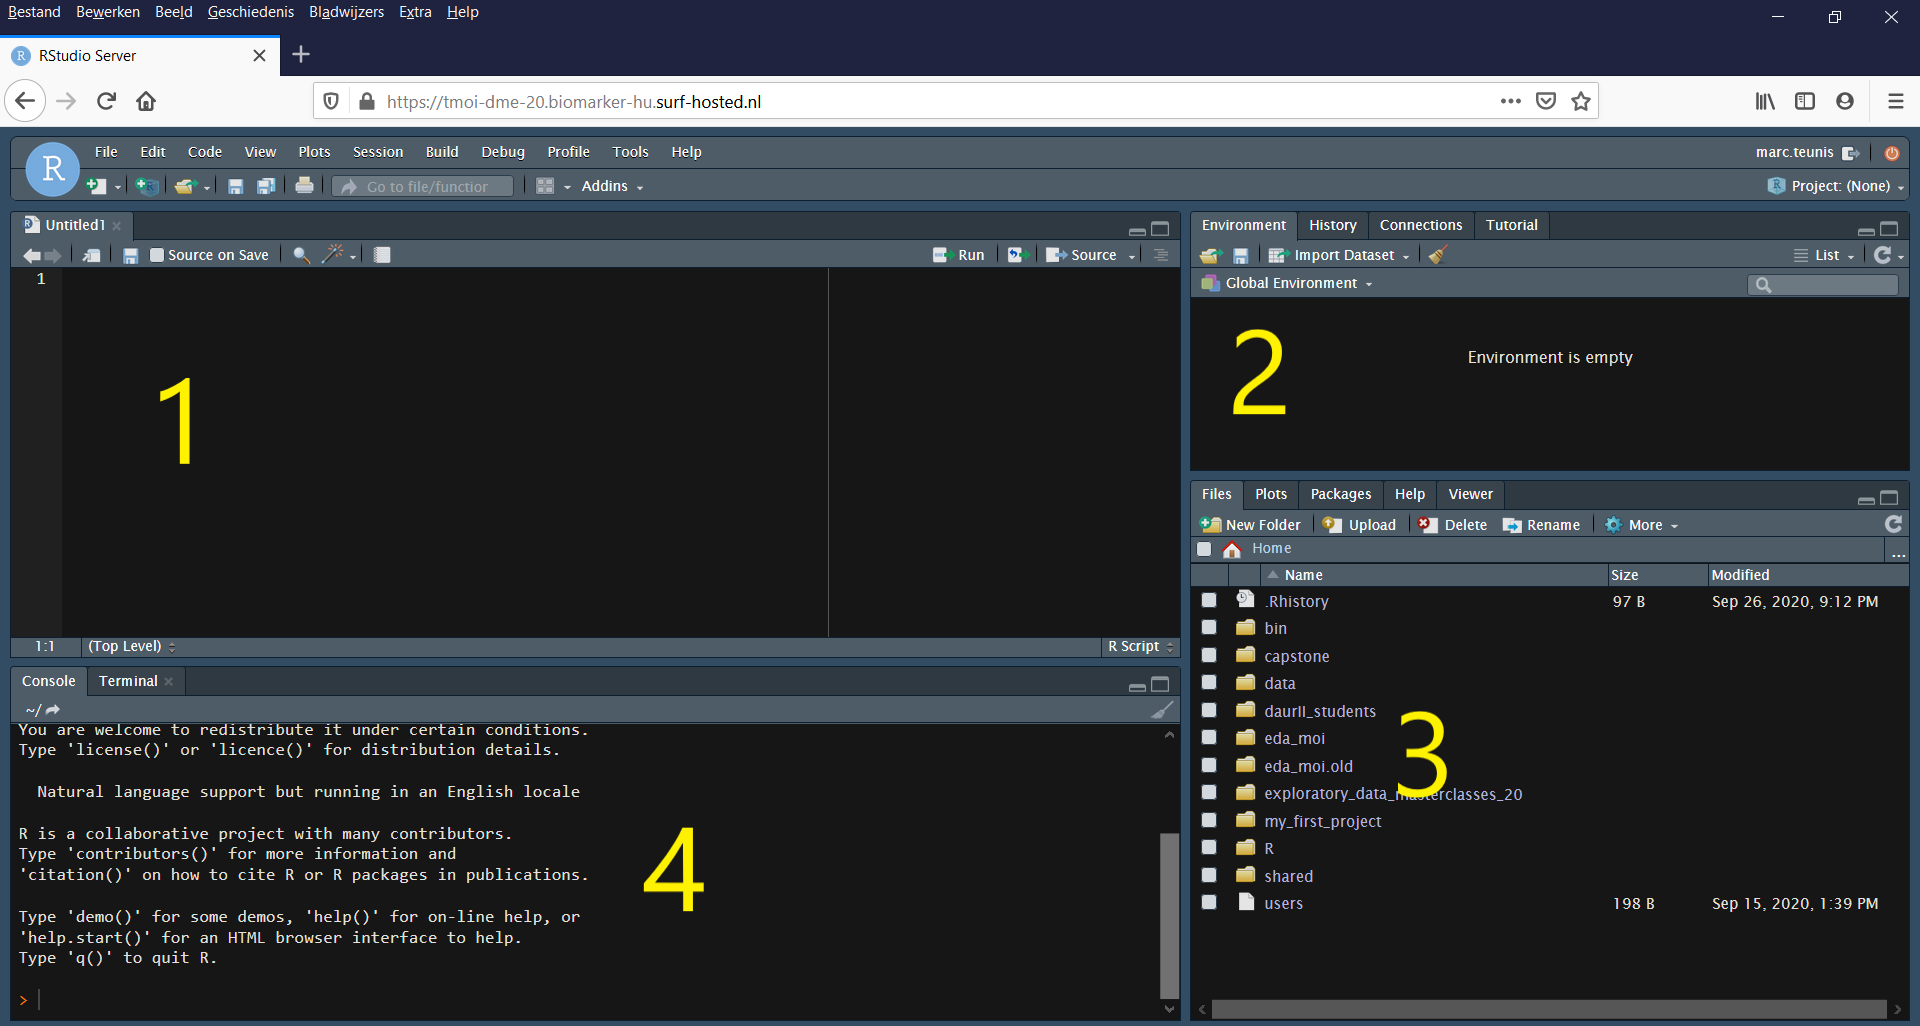 Bestand Bewerken Beeld Geschiedenis Bladwijzers Extra Help
RStudio Server
https://tmoi-dme-20.biomarker-hu.surf-hosted.nl
R File Edit Code View Plots Session Build Debug Profile Tools Help marc.teunis
Go to file/function Addins Project: (None)
Untitled1
Source on Save Run Source
1
1
1:1 (Top Level) R Script
Console Terminal
~/
You are welcome to redistribute it under certain conditions.
Type 'license()' or 'licence()' for distribution details.
Natural language support but running in an English locale
R is a collaborative project with many contributors.
Type 'contributors()' for more information and
'citation()' on how to cite R or R packages in publications.
Type 'demo()' for some demos, 'help()' for on-line help, or
'help.start()' for an HTML browser interface to help.
Type 'q()' to quit R.
>
4
Environment History Connections Tutorial
Import Dataset List
Global Environment
2
Environment is empty
Files Plots Packages Help Viewer
New Folder Upload Delete Rename More
Home ...
Name Size Modified
.Rhistory 97 B Sep 26, 2020, 9:12 PM
bin
capstone
data
daurII_students
eda_moi
eda_moi.old
exploratory_data_masterclasses_20
my_first_project
R
shared
users 198 B Sep 15, 2020, 1:39 PM
3